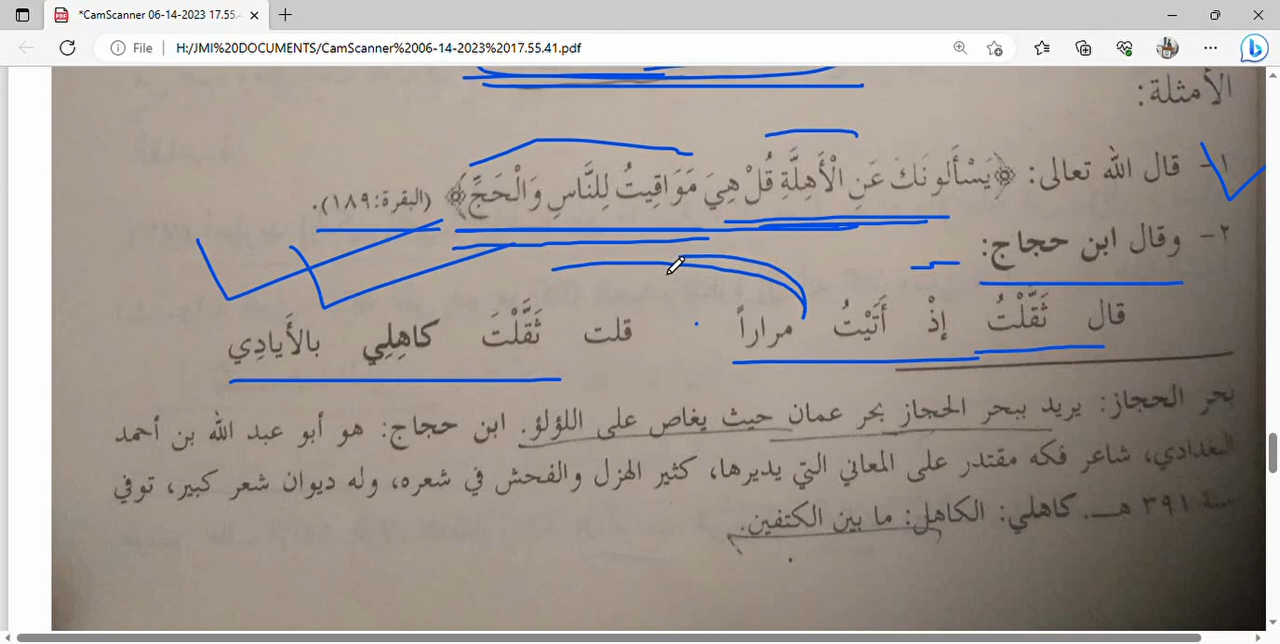 *CamScanner 06-14-2023 17.55.4
File H:/JMI%20DOCUMENTS/CamScanner%2006-14-2023%2017.55.41.pdf
الأمثلة:
١- قال الله تعالى: ﴿يَسْأَلونَكَ عَنِ الْأَهِلَّةِ قُلْ هِيَ مَوَاقِيتُ لِلنَّاسِ وَالْحَجِّ﴾ (البقرة:١٨٩).
٢- وقال ابن حجاج:
قال ثَقَّلْتُ إِذْ أَتَيْتُ مراراً قلت ثَقَّلْتَ كاهِلِي بالأَيادِي
بحر الحجاز: يريد ببحر الحجاز بحر عمان حيث يغاص على اللؤلؤ. ابن حجاج: هو أبو عبد الله بن أحمد
البغدادي، شاعر فكه مقتدر على المعاني التي يديرها، كثير الهزل والفحش في شعره، وله ديوان شعر كبير، توفي
سنة ٣٩١ هـ. كاهلي: الكاهل: ما بين الكتفين.